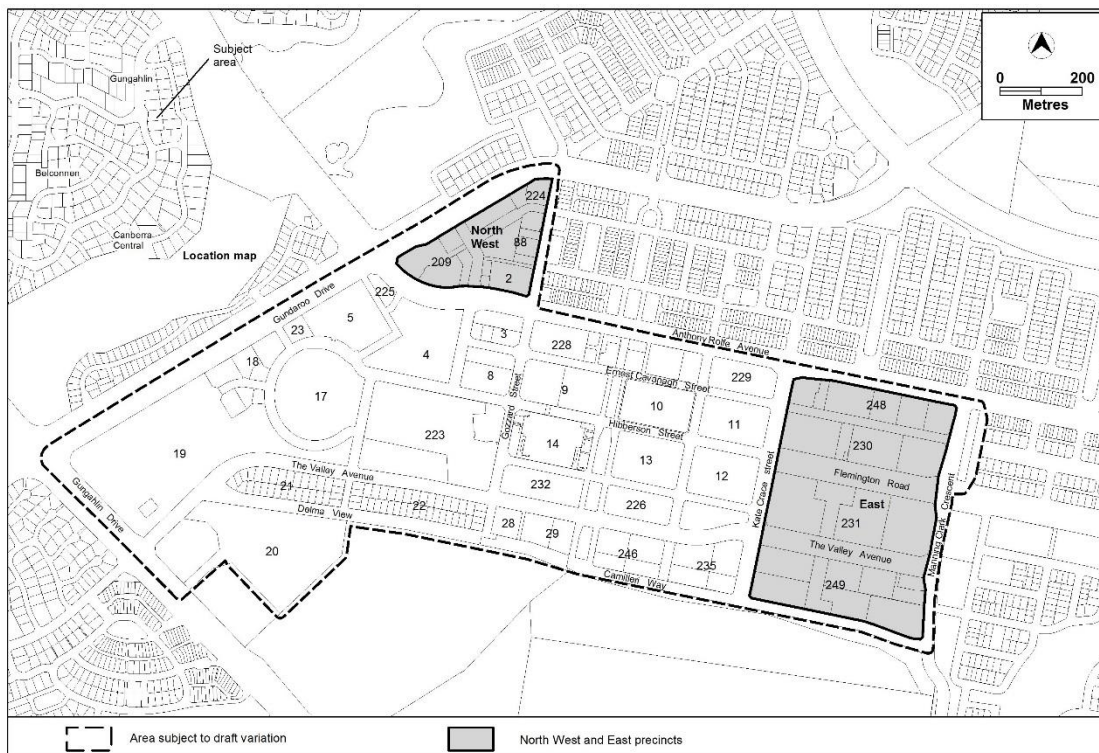 Subject
area
Gungahlin
Belconnen
Canberra
Central
Location map
0 200
Metres
224
North
West
88
209
2
Gundaroo Drive
225
5
23
3
18
4
228
Anthony Rolfe Avenue
8
Gozzard Street
9
Ernest Cavanagh Street
229
17
10
248
11
Hibberson Street
223
14
230
19
13
Flemington Road
The Valley Avenue
12
Kate Crace street
East
Manning Clark Crescent
21
232
22
226
231
Gungahlin Drive
Delma View
28
29
The Valley Avenue
20
246
235
249
Camilleri Way
Area subject to draft variation
North West and East precincts